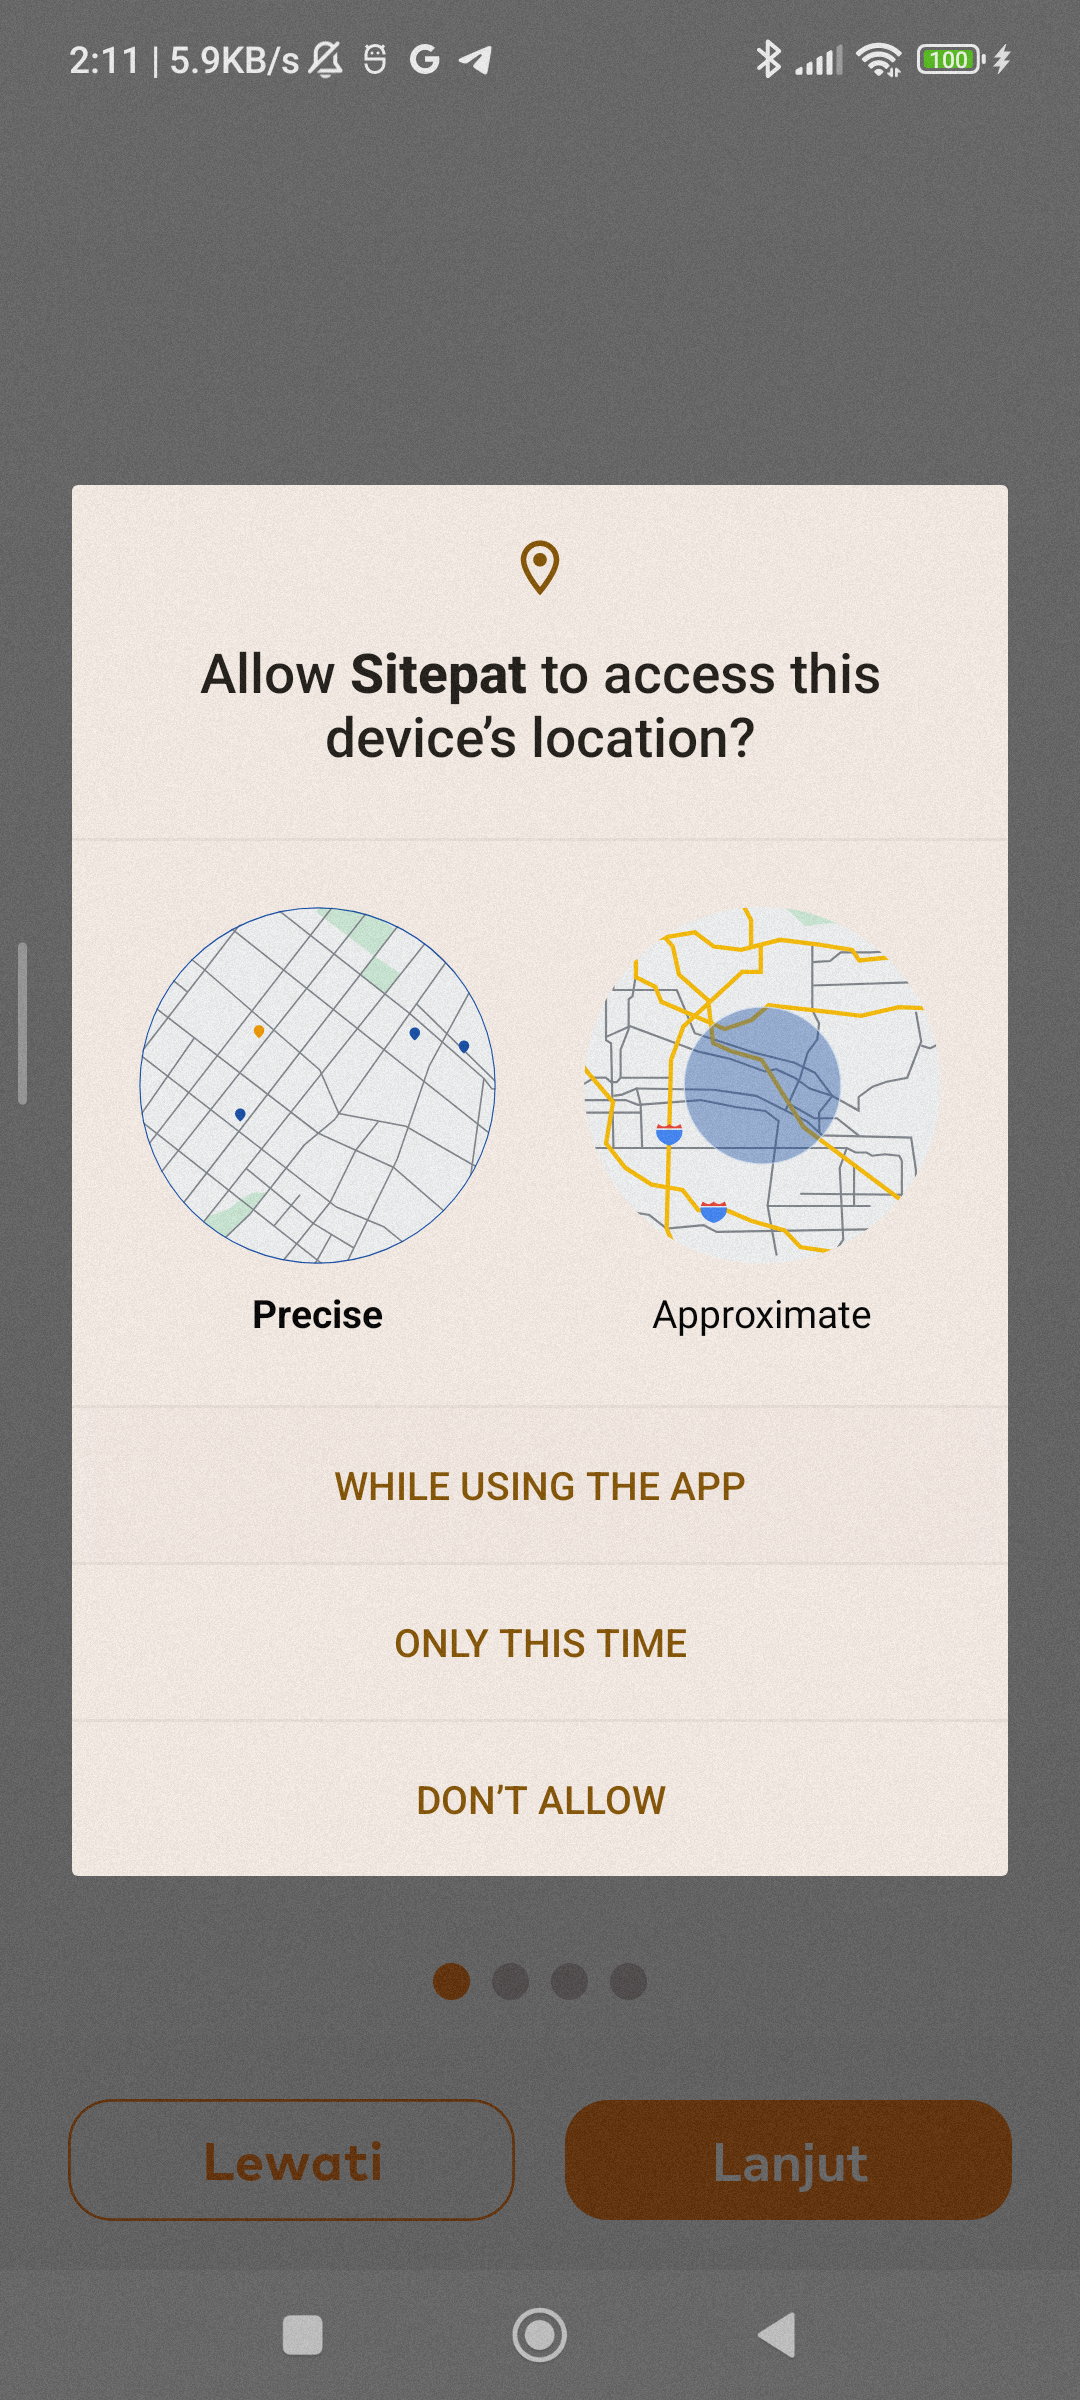 2:11 | 5.9KB/s
100
Allow Sitepat to access this
device’s location?
Precise
Approximate
WHILE USING THE APP
ONLY THIS TIME
DON’T ALLOW
Lewati
Lanjut